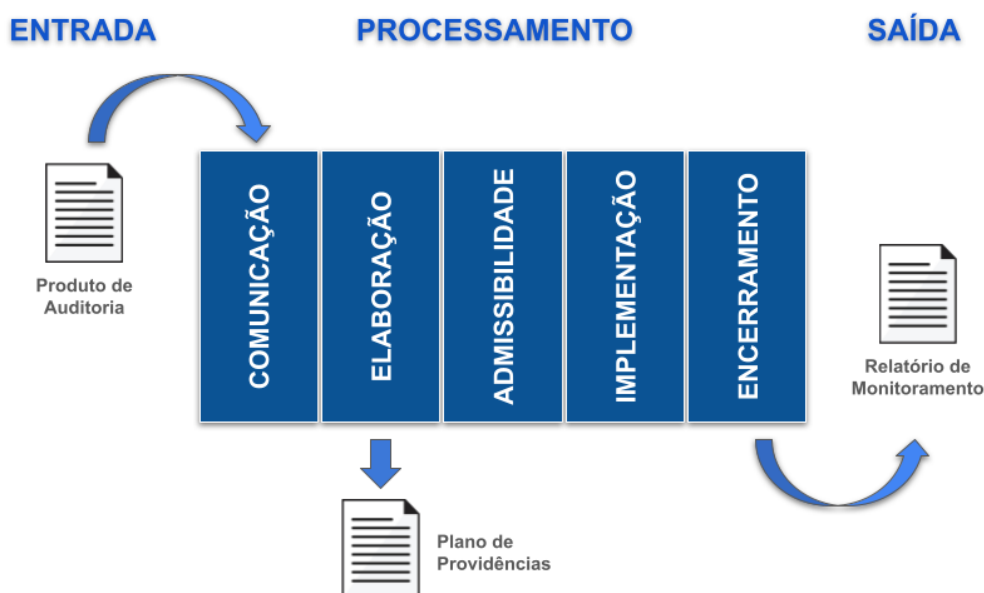 ENTRADA
PROCESSAMENTO
SAÍDA
Produto de
Auditoria
COMUNICAÇÃO
ELABORAÇÃO
ADMISSIBILIDADE
IMPLEMENTAÇÃO
ENCERRAMENTO
Relatório de
Monitoramento
Plano de
Providências